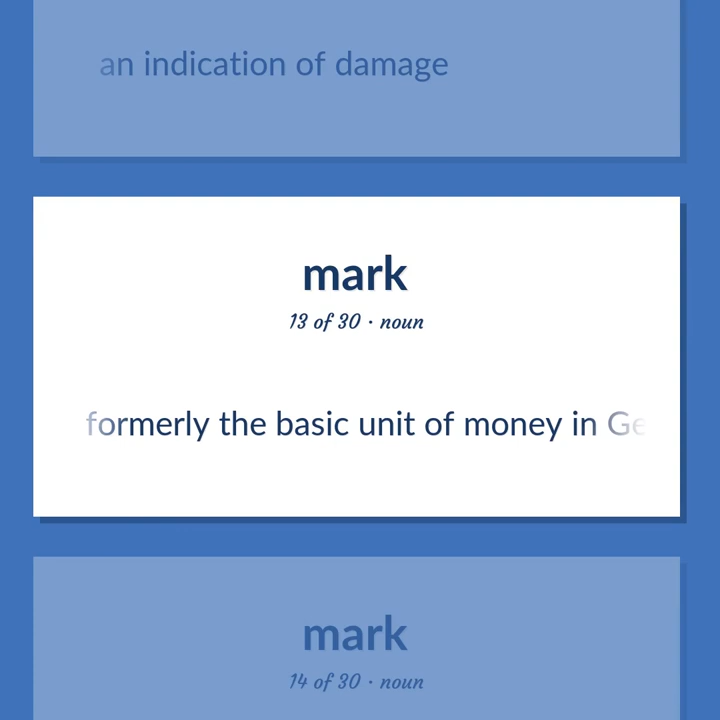 an indication of damage
mark
13 of 30 · noun
formerly the basic unit of money in
mark
14 of 30 · noun